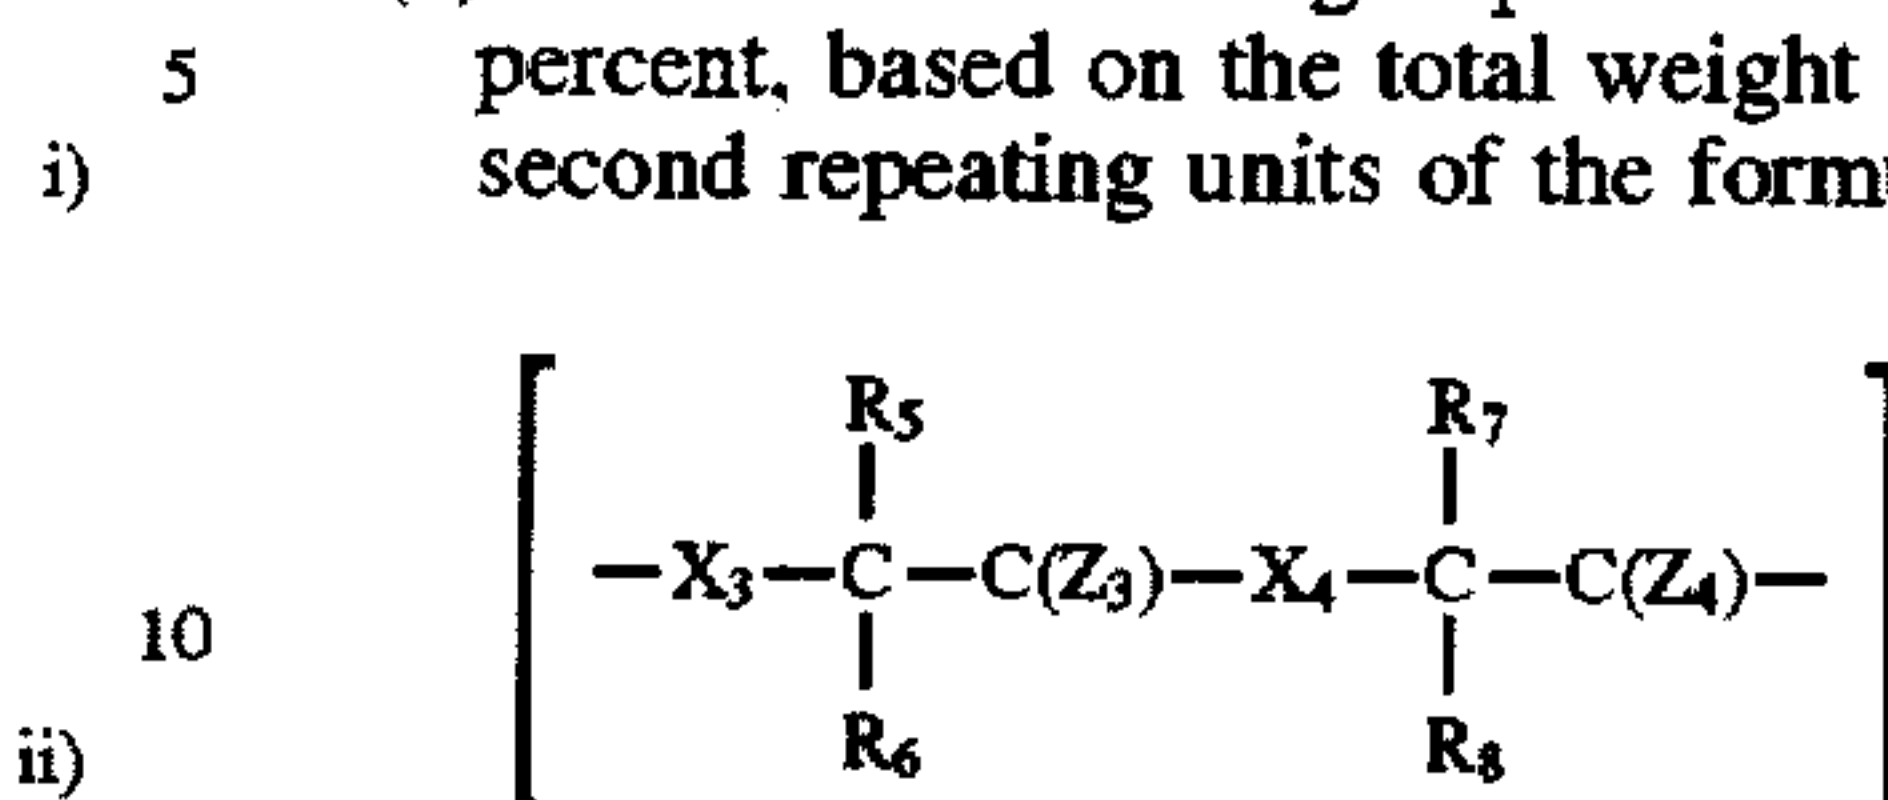 5 percent, based on the total weight
i) second repeating units of the
R5 R7
—X3—C—C(Z3)—X4—C—C(Z4)—
10
R6 R8
ii)